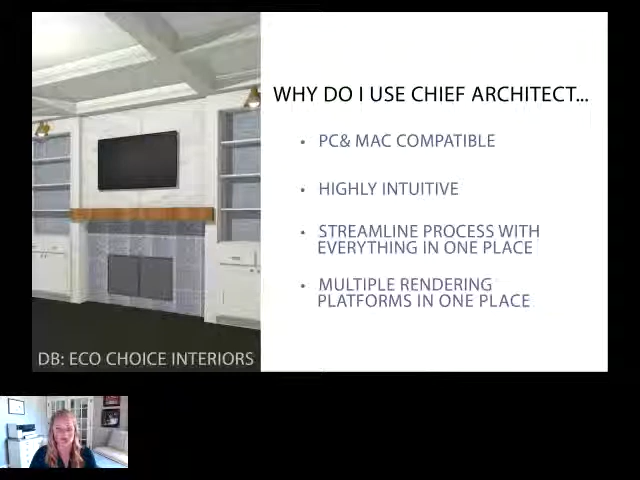 WHY DO I USE CHIEF ARCHITECT...
• PC& MAC COMPATIBLE
• HIGHLY INTUITIVE
• STREAMLINE PROCESS WITH
EVERYTHING IN ONE PLACE
• MULTIPLE RENDERING
PLATFORMS IN ONE PLACE
DB: ECO CHOICE INTERIORS